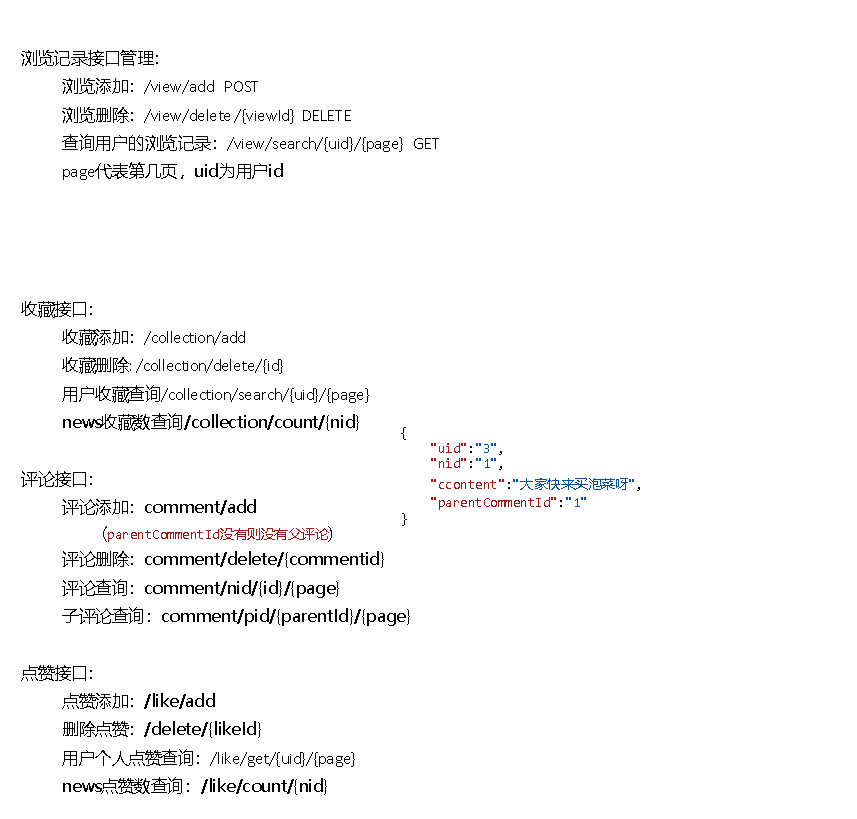 浏览记录接口管理：
浏览添加：/view/add POST
浏览删除：/view/delete/{viewId} DELETE
查询用户的浏览记录：/view/search/{uid}/{page} GET
page代表第几页，uid为用户id
收藏接口：
收藏添加：/collection/add
收藏删除:/collection/delete/{id}
用户收藏查询/collection/search/{uid}/{page}
news收藏数查询/collection/count/{nid}
评论接口：
评论添加：comment/add
（parentCommentId没有则没有父评论）
{
"uid":"3",
"nid":"1",
"ccontent":"大家快来买泡菜呀",
"parentCommentId":"1"
}
评论删除：comment/delete/{commentid}
评论查询：comment/nid/{id}/{page}
子评论查询：comment/pid/{parentId}/{page}
点赞接口：
点赞添加：/like/add
删除点赞：/delete/{likeId}
用户个人点赞查询：/like/get/{uid}/{page}
news点赞数查询：/like/count/{nid}